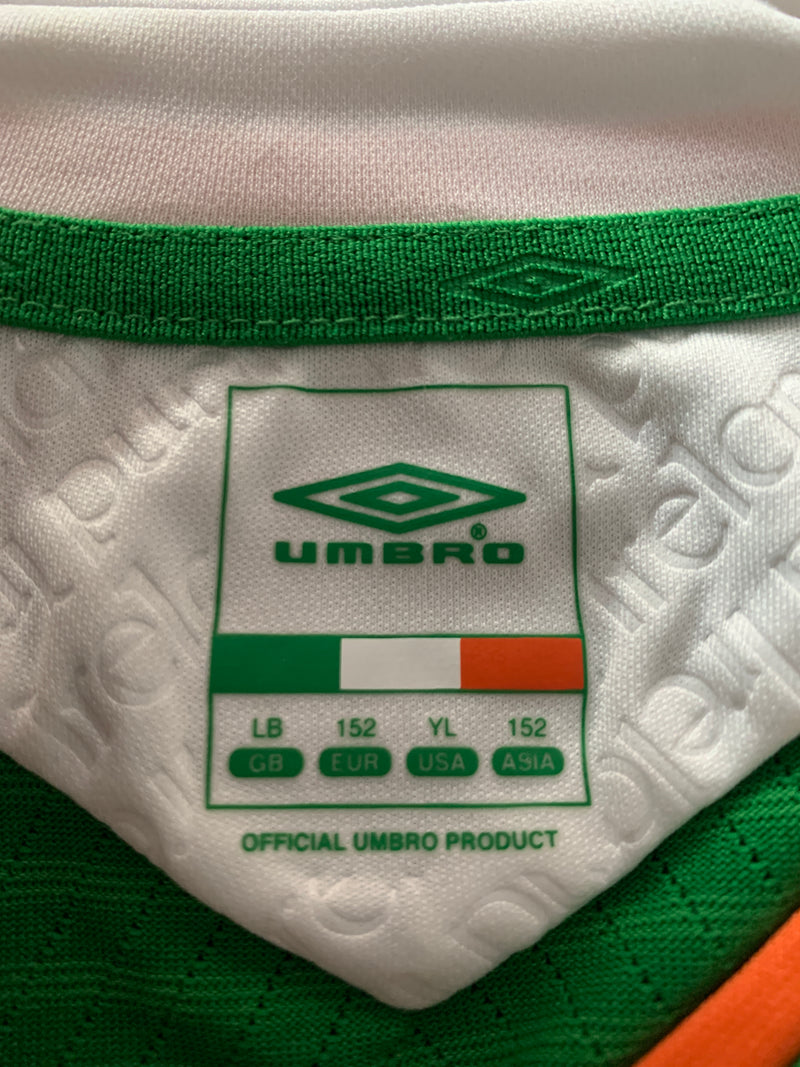 UMBRO®
LB 152 YL 152
GB EUR USA ASIA
OFFICIAL UMBRO PRODUCT